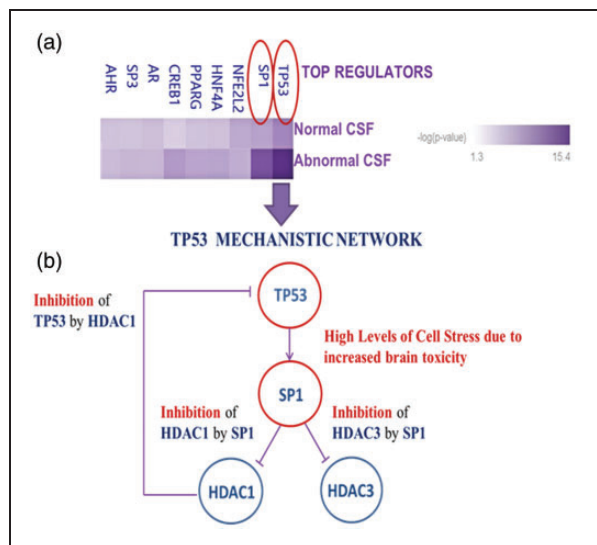 (a)
AHR
SP3
AR
CREB1
PPARG
HNF4A
NFE2L2
SP1
TP53
TOP REGULATORS
Normal CSF
Abnormal CSF
-log(p-value)
1.3
15.4
TP53 MECHANISTIC NETWORK
(b)
Inhibition of
TP53 by HDAC1
TP53
High Levels of Cell Stress due to
increased brain toxicity
SP1
Inhibition of
HDAC1 by SP1
Inhibition of
HDAC3 by SP1
HDAC1
HDAC3